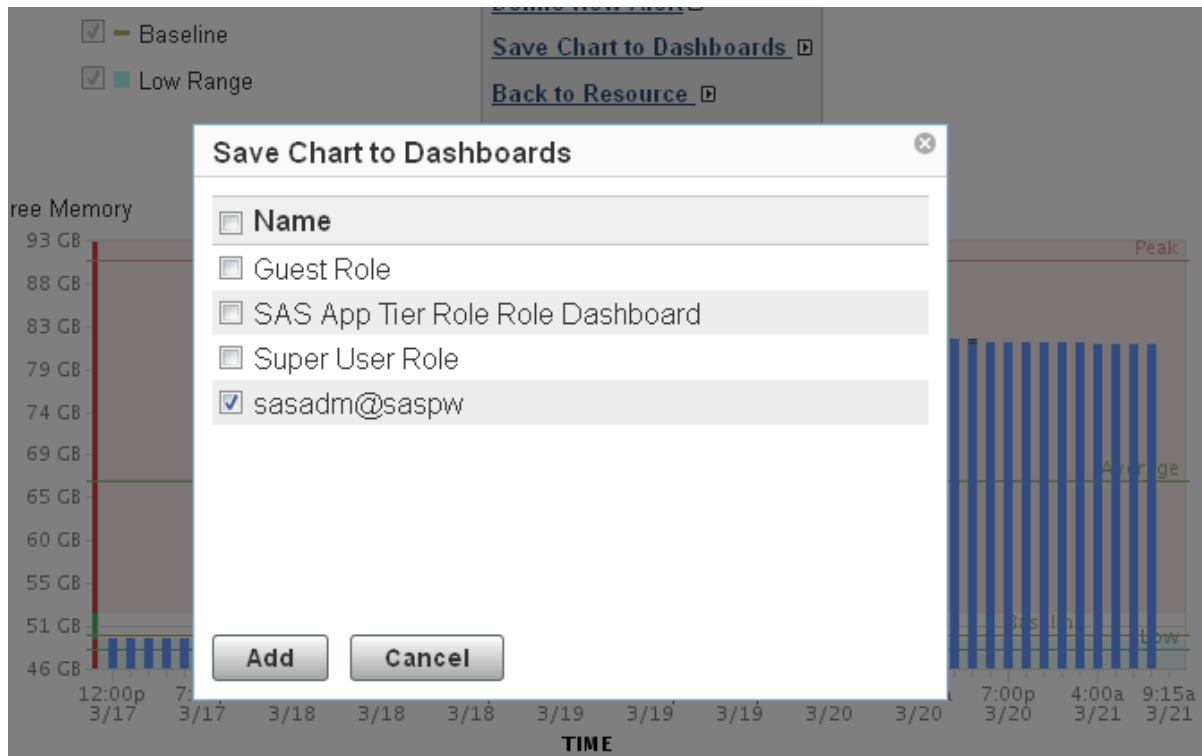 Baseline
Save Chart to Dashboards
Low Range
Back to Resource
Save Chart to Dashboards
Name
Guest Role
SAS App Tier Role Role Dashboard
Super User Role
sasadm@saspw
Add Cancel
ree Memory
93 GB
88 GB
83 GB
79 GB
74 GB
69 GB
65 GB
60 GB
55 GB
51 GB
46 GB
Peak
Low
12:00p 7:00p 4:00a 9:15a
3/17 3/17 3/18 3/18 3/18 3/19 3/19 3/19 3/20 3/20 3/20 3/21 3/21
TIME